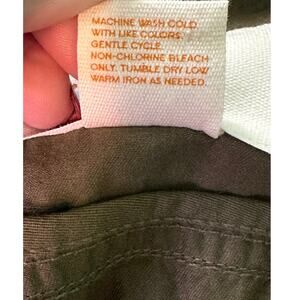 MACHINE WASH COLD
WITH LIKE COLORS.
GENTLE CYCLE.
NON-CHLORINE BLEACH
ONLY. TUMBLE DRY LOW
WARM IRON AS NEEDED.